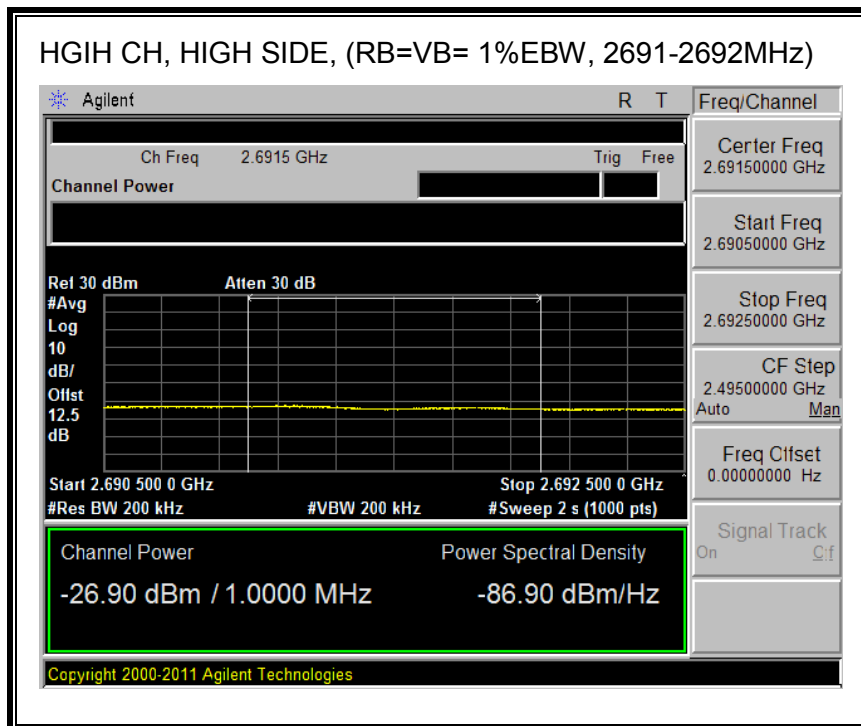 HGIH CH, HIGH SIDE, (RB=VB= 1%EBW, 2691-2692MHz)
Agilent R T
Ch Freq 2.6915 GHz Trig Free
Channel Power
Ref 30 dBm Atten 30 dB
#Avg
Log
10
dB/
Offst
12.5
dB
Start 2.690 500 0 GHz Stop 2.692 500 0 GHz
#Res BW 200 kHz #VBW 200 kHz #Sweep 2 s (1000 pts)
Channel Power Power Spectral Density
-26.90 dBm / 1.0000 MHz -86.90 dBm/Hz
Copyright 2000-2011 Agilent Technologies
Freq/Channel
Center Freq
2.69150000 GHz
Start Freq
2.69050000 GHz
Stop Freq
2.69250000 GHz
CF Step
2.49500000 GHz
Auto Man
Freq Offset
0.00000000 Hz
Signal Track
On Off